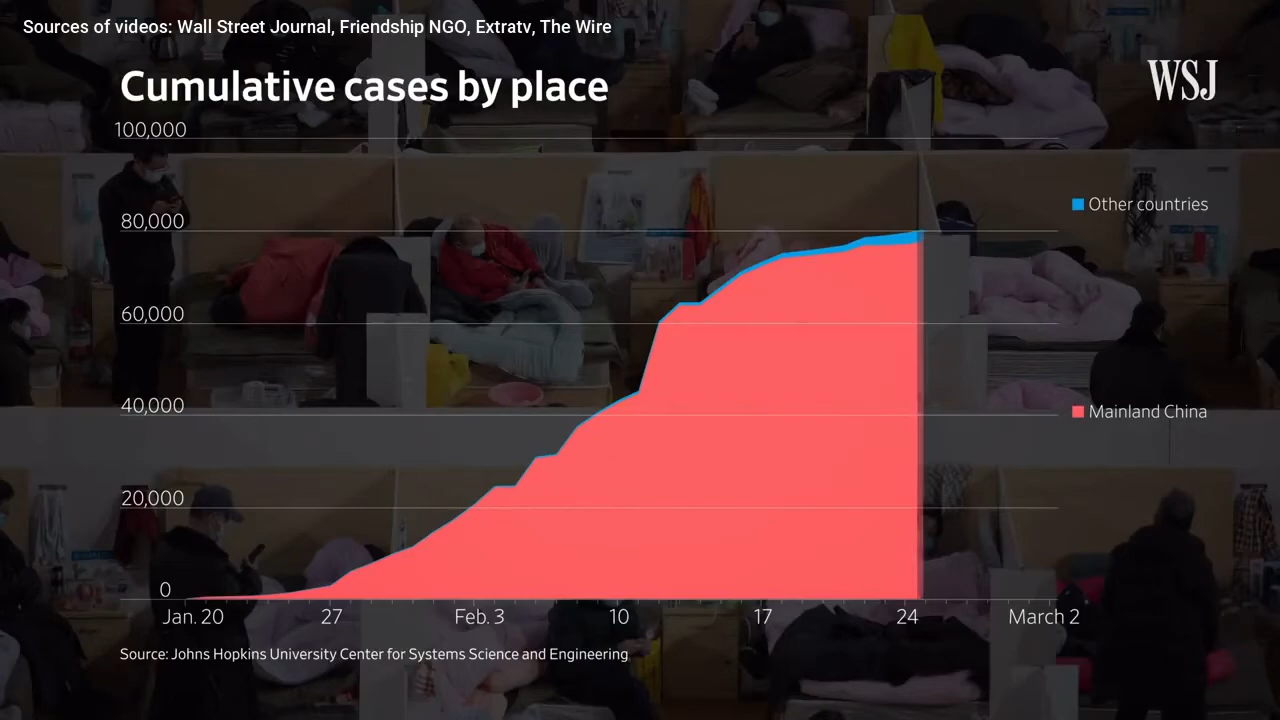 Sources of videos: Wall Street Journal, Friendship NGO, Extratv, The Wire
WSJ
Cumulative cases by place
100,000
80,000
60,000
40,000
20,000
0
Other countries
Mainland China
Jan. 20 27 Feb. 3 10 17 24 March 2
Source: Johns Hopkins University Center for Systems Science and Engineering